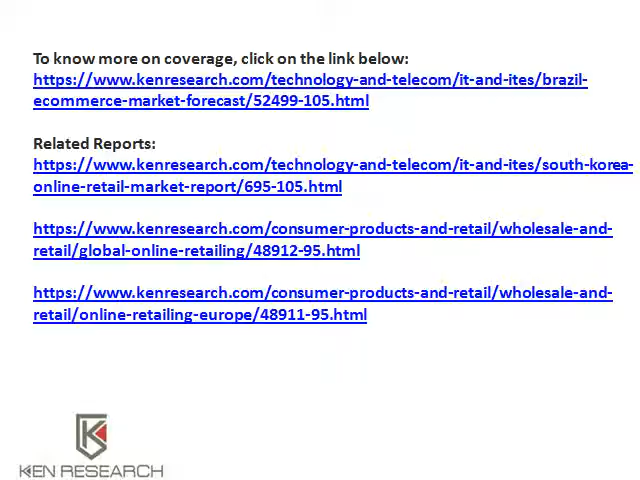 To know more on coverage, click on the link below:
https://www.kenresearch.com/technology-and-telecom/it-and-ites/brazil-
ecommerce-market-forecast/52499-105.html
Related Reports:
https://www.kenresearch.com/technology-and-telecom/it-and-ites/south-korea-
online-retail-market-report/695-105.html
https://www.kenresearch.com/consumer-products-and-retail/wholesale-and-
retail/global-online-retailing/48912-95.html
https://www.kenresearch.com/consumer-products-and-retail/wholesale-and-
retail/online-retailing-europe/48911-95.html
KEN RESEARCH